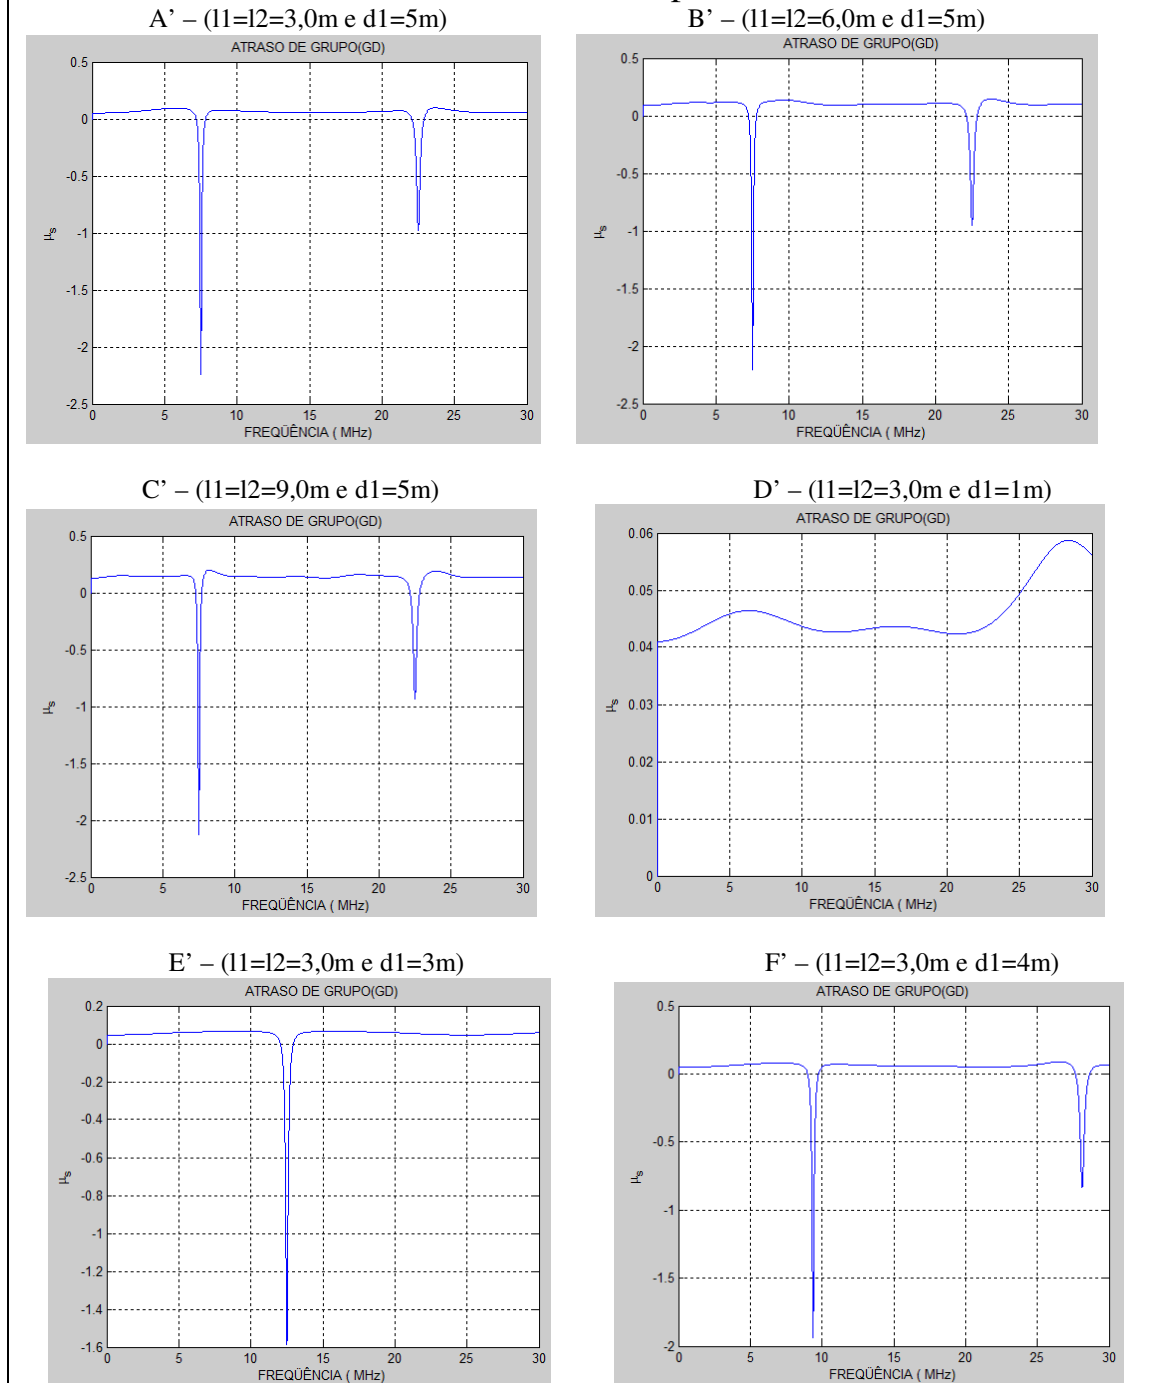 A’ – (l1=l2=3,0m e d1=5m)
B’ – (l1=l2=6,0m e d1=5m)
ATRASO DE GRUPO(GD)
0.5
0
-0.5
-1
-1.5
-2
-2.5
µs
0 5 10 15 20 25 30
FREQÜÊNCIA ( MHz)
ATRASO DE GRUPO(GD)
0.5
0
-0.5
-1
-1.5
-2
-2.5
µs
0 5 10 15 20 25 30
FREQÜÊNCIA ( MHz)
C’ – (l1=l2=9,0m e d1=5m)
D’ – (l1=l2=3,0m e d1=1m)
ATRASO DE GRUPO(GD)
0.5
0
-0.5
-1
-1.5
-2
-2.5
µs
0 5 10 15 20 25 30
FREQÜÊNCIA ( MHz)
ATRASO DE GRUPO(GD)
0.06
0.05
0.04
0.03
0.02
0.01
0
µs
0 5 10 15 20 25 30
FREQÜÊNCIA ( MHz)
E’ – (l1=l2=3,0m e d1=3m)
F’ – (l1=l2=3,0m e d1=4m)
ATRASO DE GRUPO(GD)
0.2
0
-0.2
-0.4
-0.6
-0.8
-1
-1.2
-1.4
-1.6
µs
0 5 10 15 20 25 30
FREQÜÊNCIA ( MHz)
ATRASO DE GRUPO(GD)
0.5
0
-0.5
-1
-1.5
-2
µs
0 5 10 15 20 25 30
FREQÜÊNCIA ( MHz)